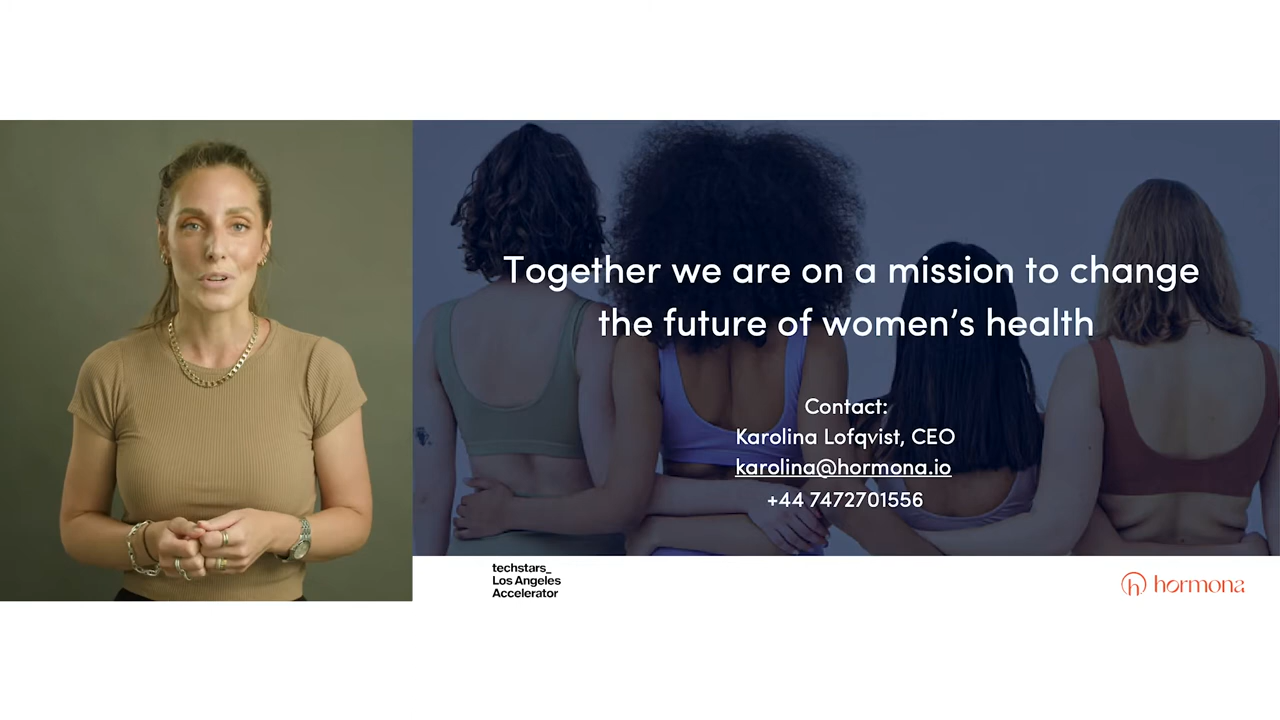 Together we are on a mission to change
the future of women's health
Contact:
Karolina Lofqvist, CEO
karolina@hormona.io
+44 7472701556
techstars_
Los Angeles
Accelerator
hormona